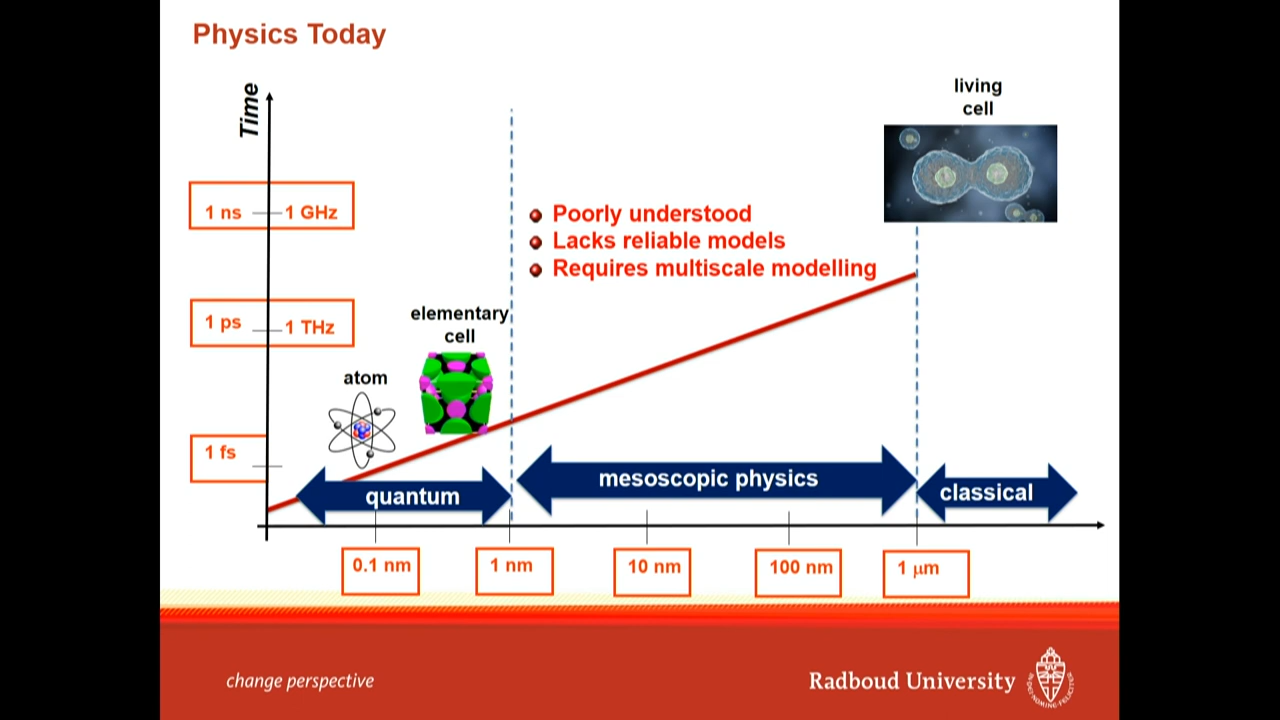 Physics Today
Time
living
cell
1 ns
1 GHz
Poorly understood
Lacks reliable models
Requires multiscale modelling
1 ps
1 THz
elementary
cell
atom
1 fs
quantum
mesoscopic physics
classical
0.1 nm
1 nm
10 nm
100 nm
1 μm
change perspective
Radboud University